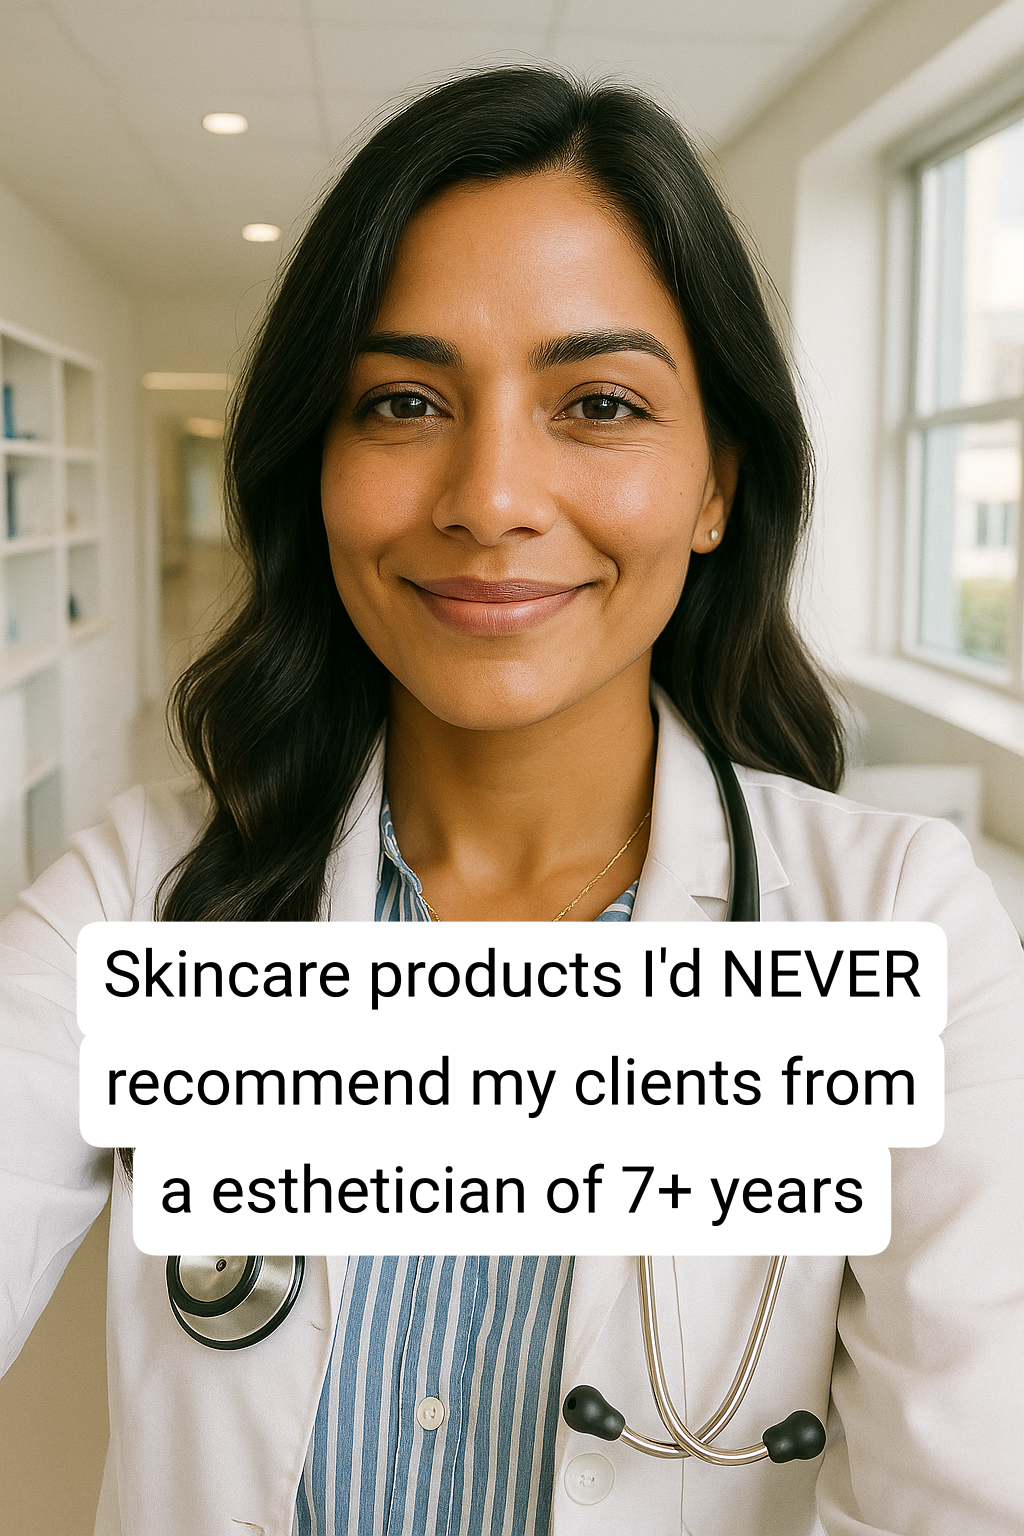 Skincare products I'd NEVER
recommend my clients from
a esthetician of 7+ years